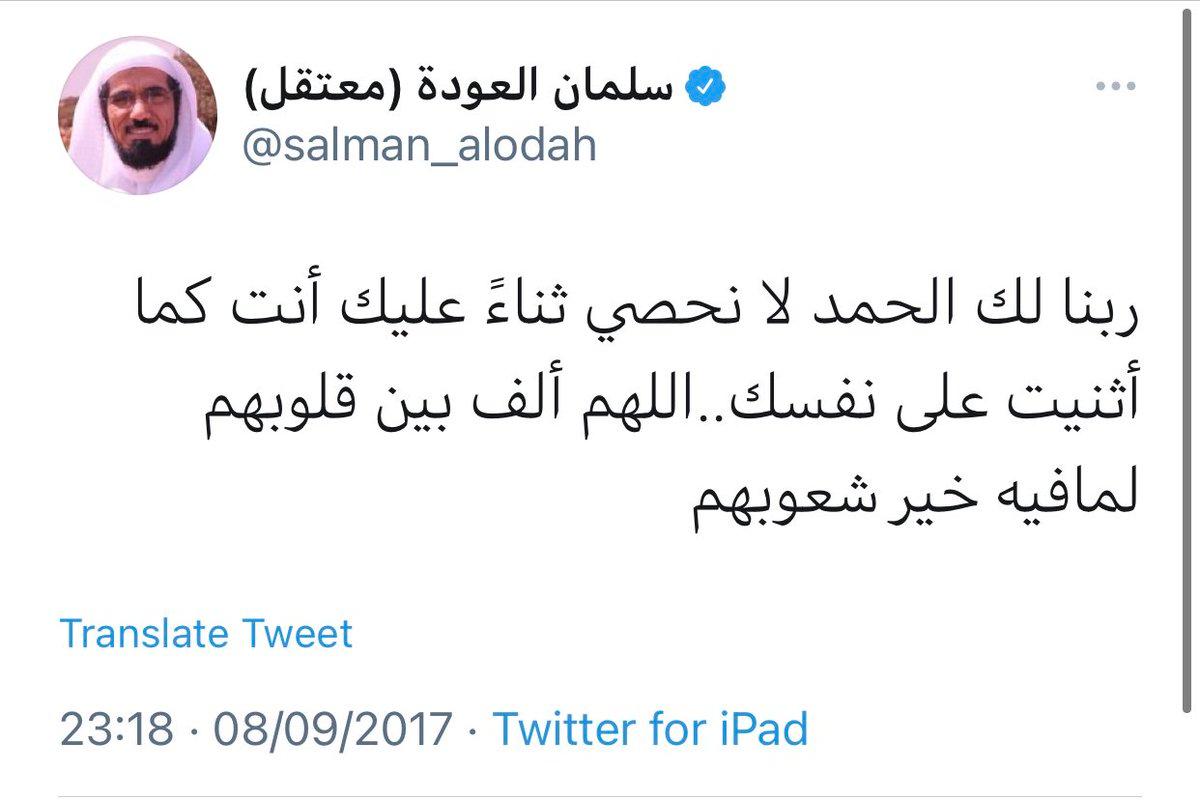 سلمان العودة (معتقل)
@salman_alodah
ربنا لك الحمد لا نحصي ثناءً عليك أنت كما
أثنيت على نفسك..اللهم ألف بين قلوبهم
لمافيه خير شعوبهم
Translate Tweet
23:18 · 08/09/2017 · Twitter for iPad